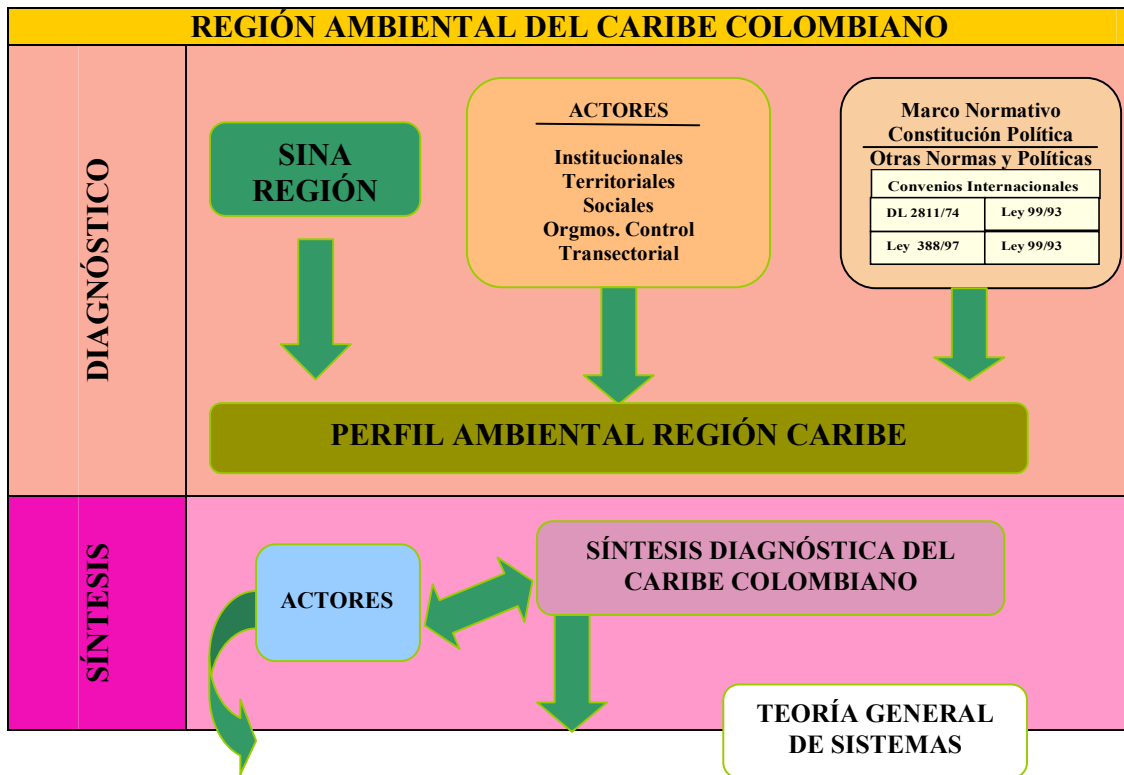 REGIÓN AMBIENTAL DEL CARIBE COLOMBIANO
DIAGNÓSTICO
SINA
REGIÓN
ACTORES
Institucionales
Territoriales
Sociales
Orgmos. Control
Transectorial
Marco Normativo
Constitución Política
Otras Normas y Políticas
Convenios Internacionales
DL 2811/74 Ley 99/93
Ley 388/97 Ley 99/93
PERFIL AMBIENTAL REGIÓN CARIBE
SÍNTESIS
ACTORES
SÍNTESIS DIAGNÓSTICA DEL
CARIBE COLOMBIANO
TEORÍA GENERAL
DE SISTEMAS